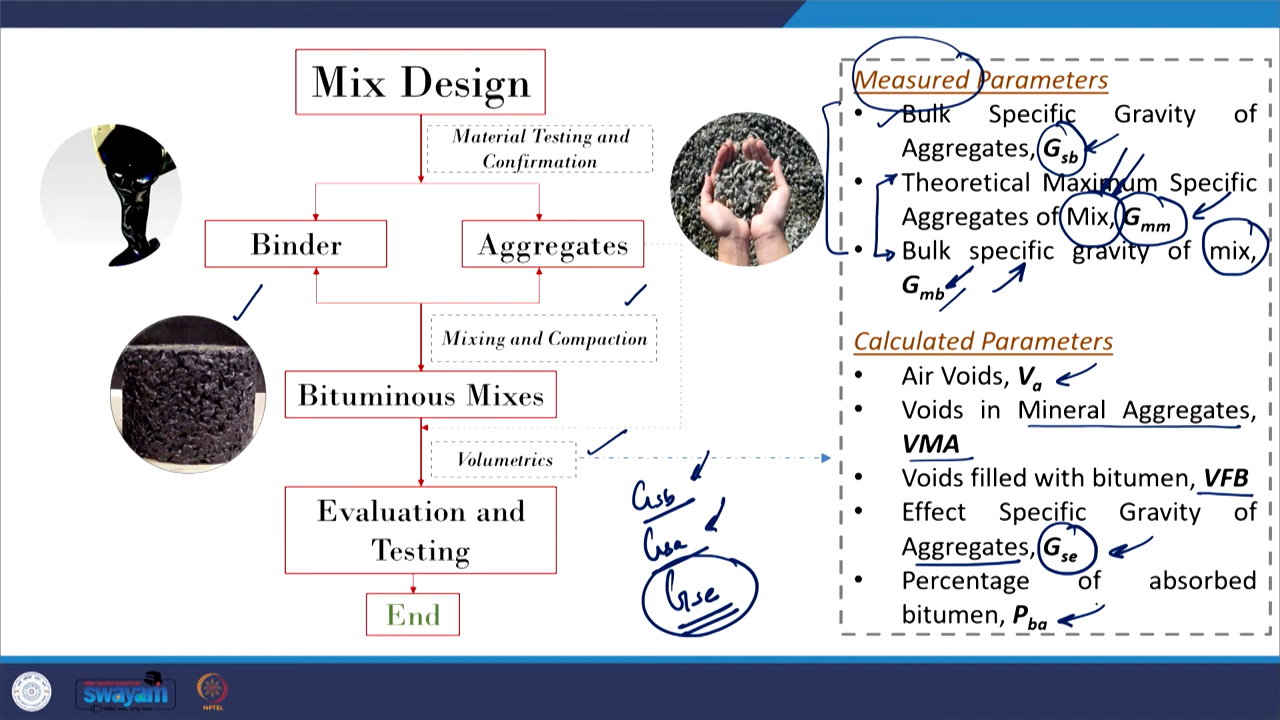 Mix Design
Material Testing and
Confirmation
Binder
Aggregates
Mixing and Compaction
Bituminous Mixes
Volumetrics
Evaluation and
Testing
End
Gsb
Gsa
Gse
Measured Parameters
• Bulk Specific Gravity of
Aggregates, Gsb
• Theoretical Maximum Specific
Aggregates of Mix, Gmm
• Bulk specific gravity of mix,
Gmb
Calculated Parameters
• Air Voids, Va
• Voids in Mineral Aggregates,
VMA
• Voids filled with bitumen, VFB
• Effect Specific Gravity of
Aggregates, Gse
• Percentage of absorbed
bitumen, Pba
swayam
NPTEL